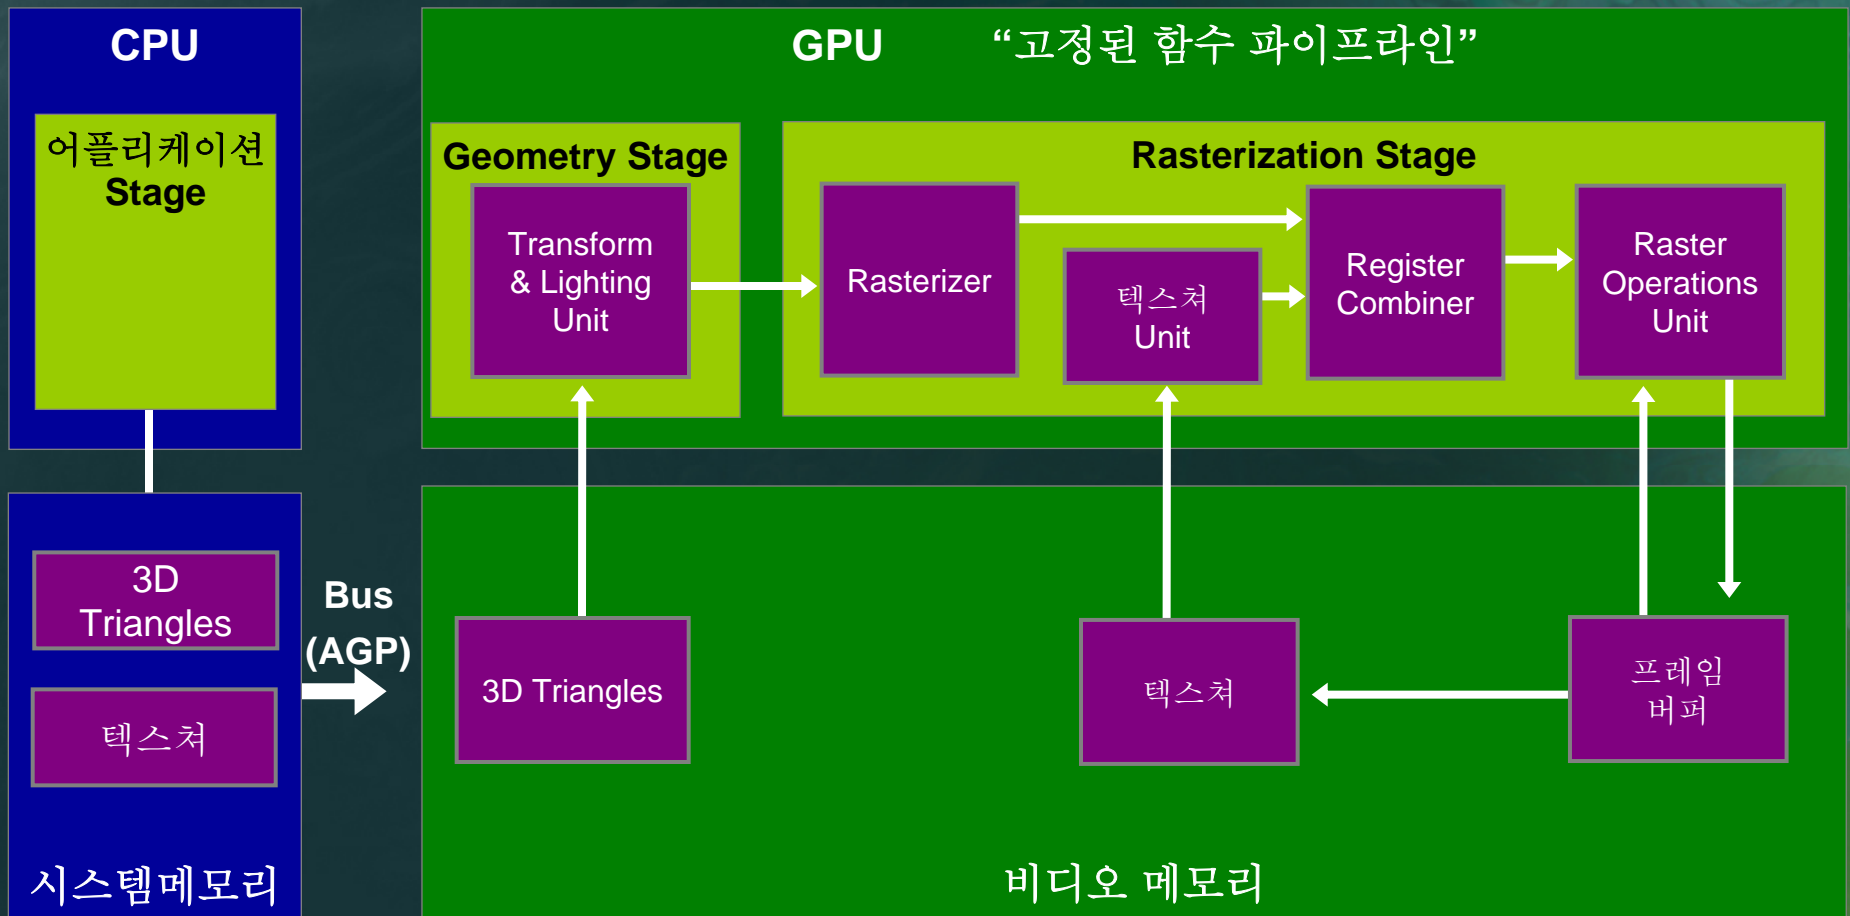 CPU
어플리케이션
Stage
GPU “고정된 함수 파이프라인”
Geometry Stage
Transform
& Lighting
Unit
Rasterization Stage
Rasterizer
텍스쳐
Unit
Register
Combiner
Raster
Operations
Unit
3D
Triangles
텍스쳐
시스템메모리
Bus
(AGP)
3D Triangles
텍스쳐
프레임
버퍼
비디오 메모리